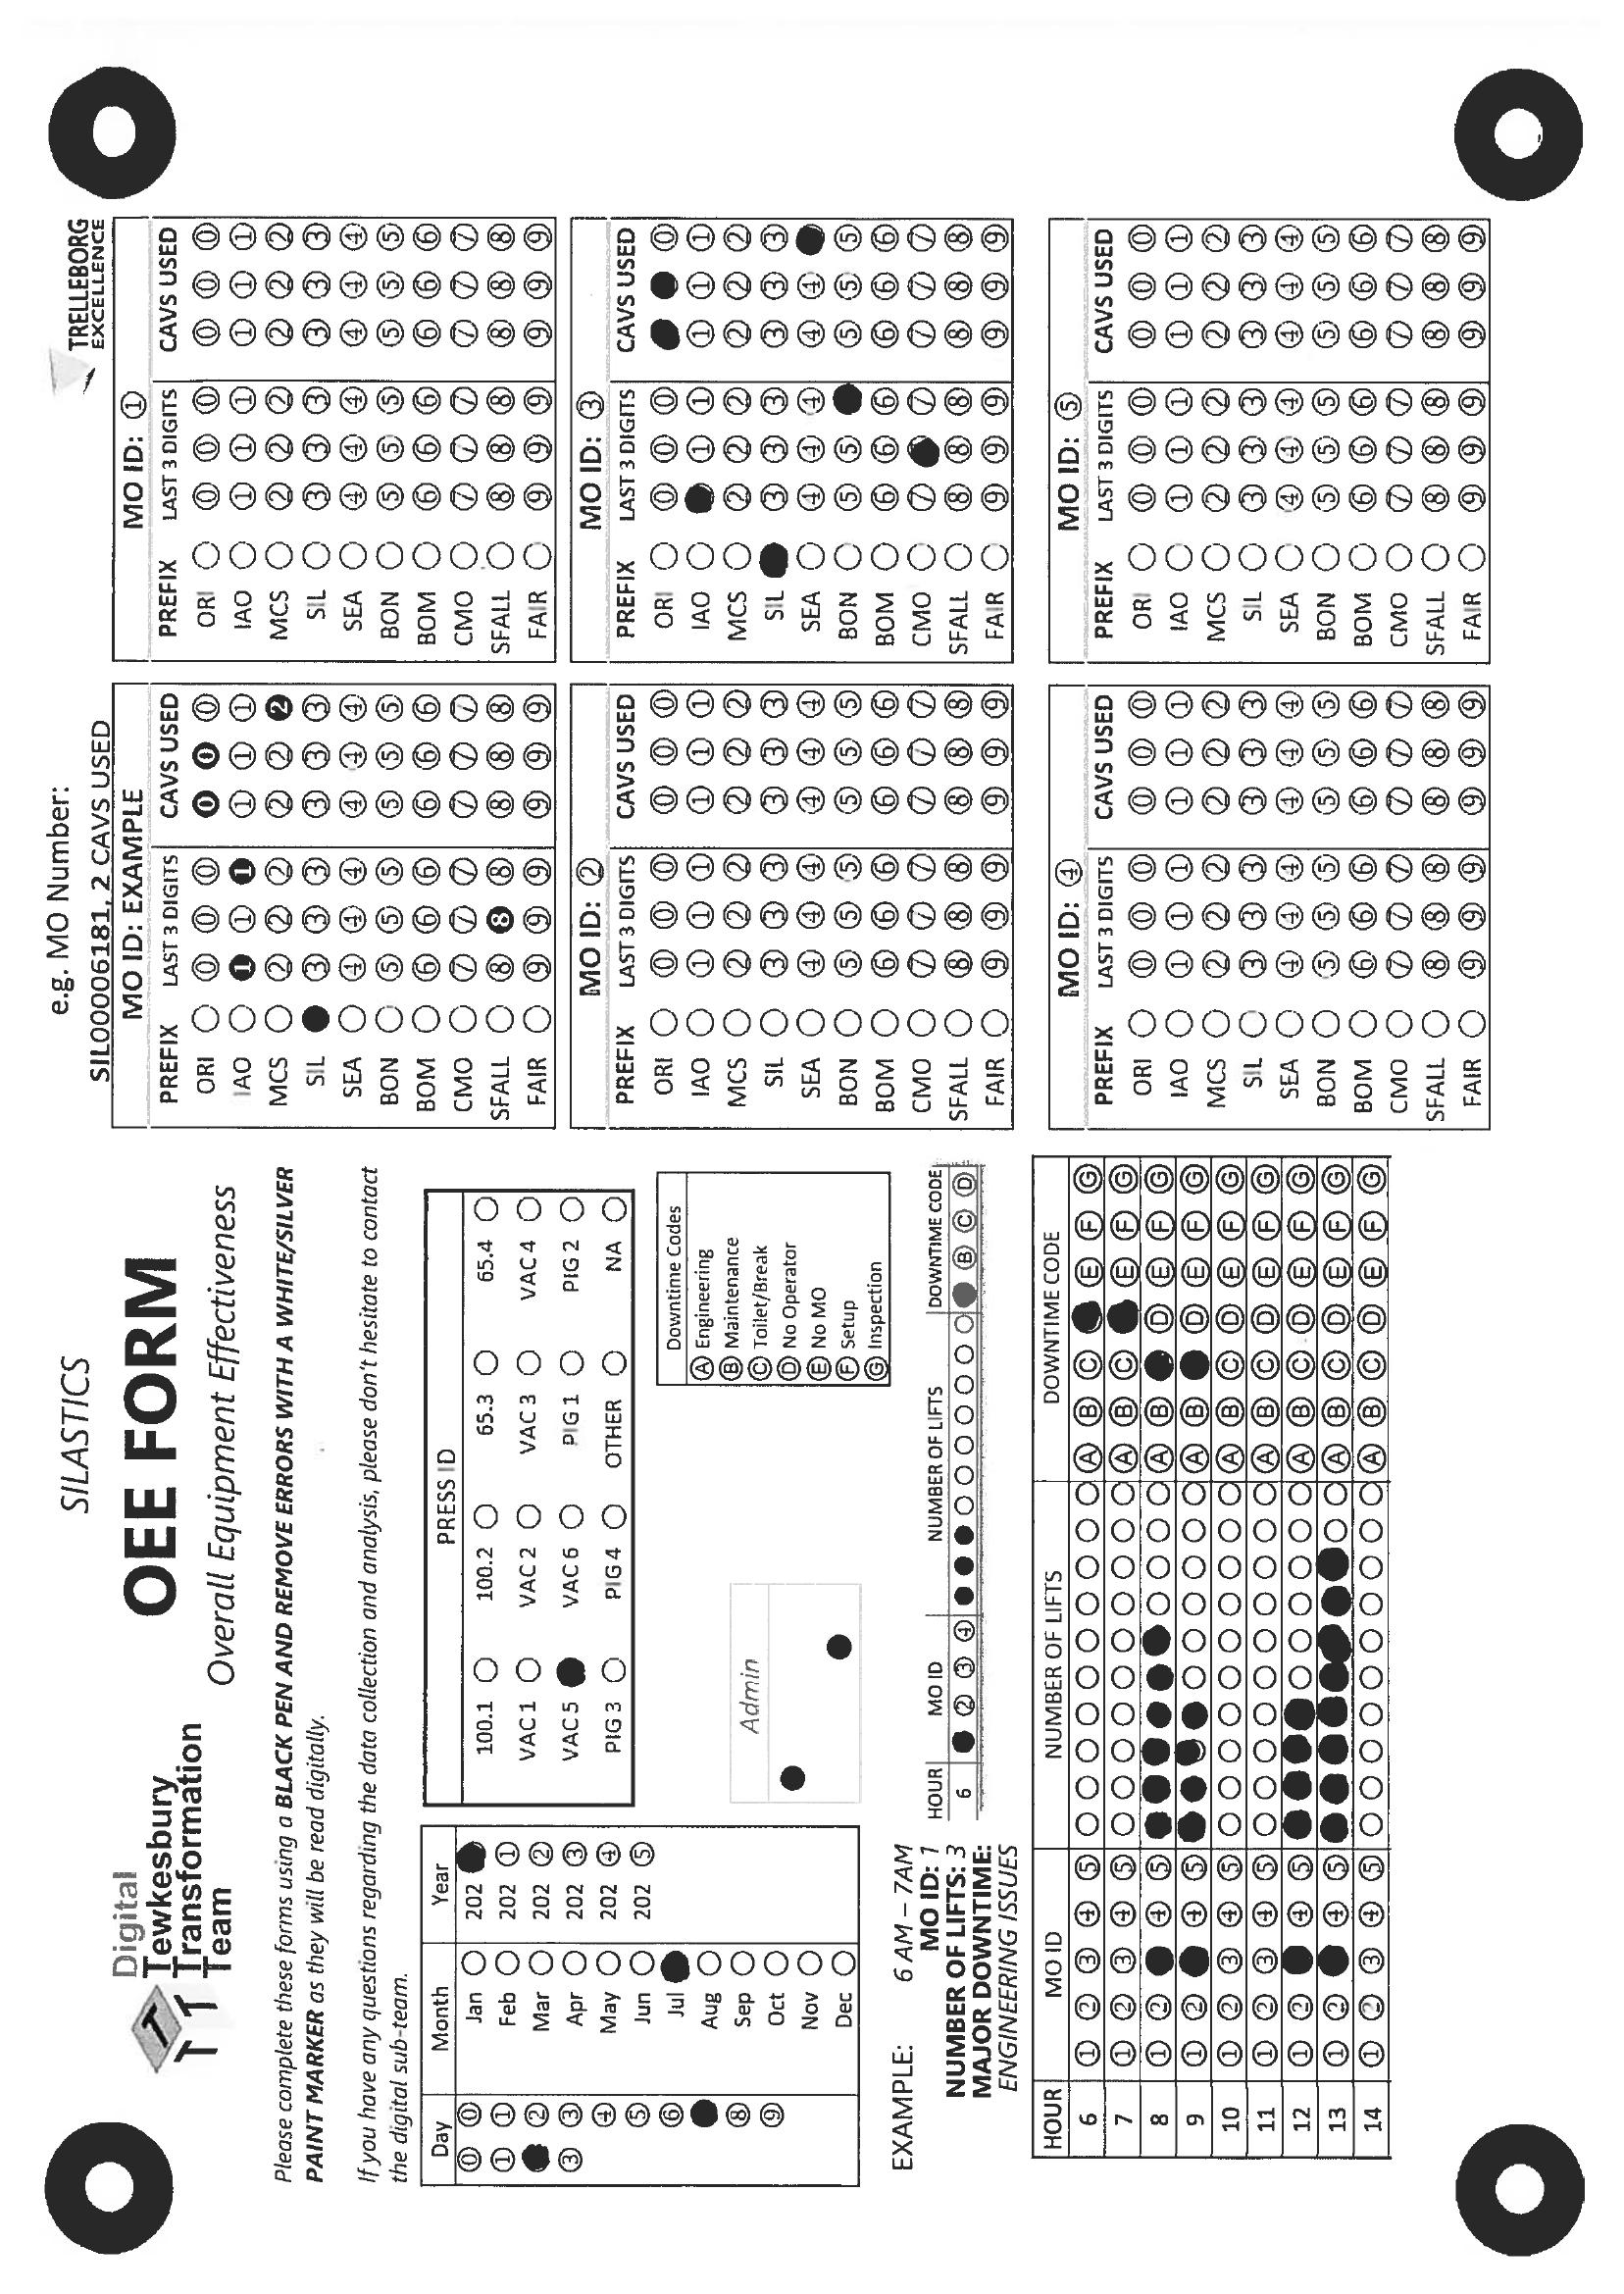 SILASTICS
Digital
Tewkesbury
Transformation
Team
T
T T
OEE FORM
Overall Equipment Effectiveness
Please complete these forms using a BLACK PEN AND REMOVE ERRORS WITH A WHITE/SILVER
PAINT MARKER as they will be read digitally.
If you have any questions regarding the data collection and analysis, please don't hesitate to contact
the digital sub-team.
Day Month Year
0 0 Jan 202
1 1 Feb 202 1
2 Mar 202 2
3 3 Apr 202 3
4 May 202 4
5 Jun 202 5
6 Jul
Aug
8 Sep
9 Oct
Nov
Dec
PRESS ID
100.1 100.2 65.3 65.4
VAC 1 VAC 2 VAC 3 VAC 4
VAC 5 VAC 6 PIG 1 PIG 2
PIG 3 PIG 4 OTHER NA
Admin
Downtime Codes
A Engineering
B Maintenance
C Toilet/Break
D No Operator
E No MO
F Setup
G Inspection
EXAMPLE: 6 AM – 7AM
MO ID: 1
NUMBER OF LIFTS: 3
MAJOR DOWNTIME:
ENGINEERING ISSUES
HOUR MO ID NUMBER OF LIFTS DOWNTIME CODE
6 2 3 4 B C D
HOUR MO ID NUMBER OF LIFTS DOWNTIME CODE
6 1 2 3 4 5 A B C E F G
7 1 2 3 4 5 A B C E F G
8 1 2 4 5 A B D E F G
9 1 2 4 5 A B D E F G
10 1 2 3 4 5 A B C D E F G
11 1 2 3 4 5 A B C D E F G
12 1 2 4 5 A B C D E F G
13 1 2 4 5 A B C D E F G
14 1 2 3 4 5 A B C D E F G
e.g. MO Number:
SIL00006181, 2 CAVS USED
TRELLEBORG
EXCELLENCE
MO ID: EXAMPLE
PREFIX LAST 3 DIGITS CAVS USED
ORI 0 0 0 0 0 0
IAO 1 1 1 1 1 1
MCS 2 2 2 2 2 2
SIL 3 3 3 3 3 3
SEA 4 4 4 4 4 4
BON 5 5 5 5 5 5
BOM 6 6 6 6 6 6
CMO 7 7 7 7 7 7
SFALL 8 8 8 8 8 8
FAIR 9 9 9 9 9 9
MO ID: 1
PREFIX LAST 3 DIGITS CAVS USED
ORI 0 0 0 0 0 0
IAO 1 1 1 1 1 1
MCS 2 2 2 2 2 2
SIL 3 3 3 3 3 3
SEA 4 4 4 4 4 4
BON 5 5 5 5 5 5
BOM 6 6 6 6 6 6
CMO 7 7 7 7 7 7
SFALL 8 8 8 8 8 8
FAIR 9 9 9 9 9 9
MO ID: 2
PREFIX LAST 3 DIGITS CAVS USED
ORI 0 0 0 0 0 0
IAO 1 1 1 1 1 1
MCS 2 2 2 2 2 2
SIL 3 3 3 3 3 3
SEA 4 4 4 4 4 4
BON 5 5 5 5 5 5
BOM 6 6 6 6 6 6
CMO 7 7 7 7 7 7
SFALL 8 8 8 8 8 8
FAIR 9 9 9 9 9 9
MO ID: 3
PREFIX LAST 3 DIGITS CAVS USED
ORI 0 0 0 0
IAO 1 1 1 1 1
MCS 2 2 2 2 2 2
SIL 3 3 3 3 3 3
SEA 4 4 4 4 4
BON 5 5 5 5 5
BOM 6 6 6 6 6 6
CMO 7 7 7 7 7
SFALL 8 8 8 8 8 8
FAIR 9 9 9 9 9 9
MO ID: 4
PREFIX LAST 3 DIGITS CAVS USED
ORI 0 0 0 0 0 0
IAO 1 1 1 1 1 1
MCS 2 2 2 2 2 2
SIL 3 3 3 3 3 3
SEA 4 4 4 4 4 4
BON 5 5 5 5 5 5
BOM 6 6 6 6 6 6
CMO 7 7 7 7 7 7
SFALL 8 8 8 8 8 8
FAIR 9 9 9 9 9 9
MO ID: 5
PREFIX LAST 3 DIGITS CAVS USED
ORI 0 0 0 0 0 0
IAO 1 1 1 1 1 1
MCS 2 2 2 2 2 2
SIL 3 3 3 3 3 3
SEA 4 4 4 4 4 4
BON 5 5 5 5 5 5
BOM 6 6 6 6 6 6
CMO 7 7 7 7 7 7
SFALL 8 8 8 8 8 8
FAIR 9 9 9 9 9 9